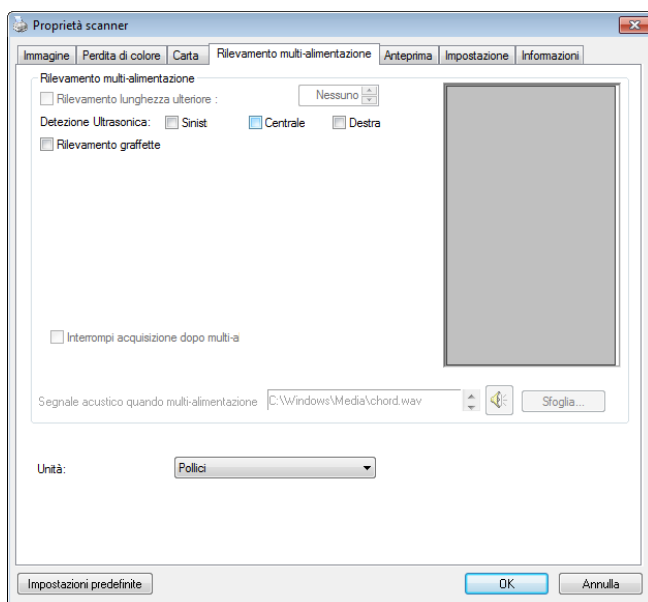 Proprietà scanner
Immagine Perdita di colore Carta Rilevamento multi-alimentazione Anteprima Impostazione Informazioni
Rilevamento multi-alimentazione
Rilevamento lunghezza ulteriore : Nessuno
Detezione Ultrasonica: Sinist Centrale Destra
Rilevamento graffette
Interrompi acquisizione dopo multi-a
Segnale acustico quando multi-alimentazione C:\Windows\Media\chord.wav Sfoglia...
Unità: Pollici
Impostazioni predefinite OK Annulla